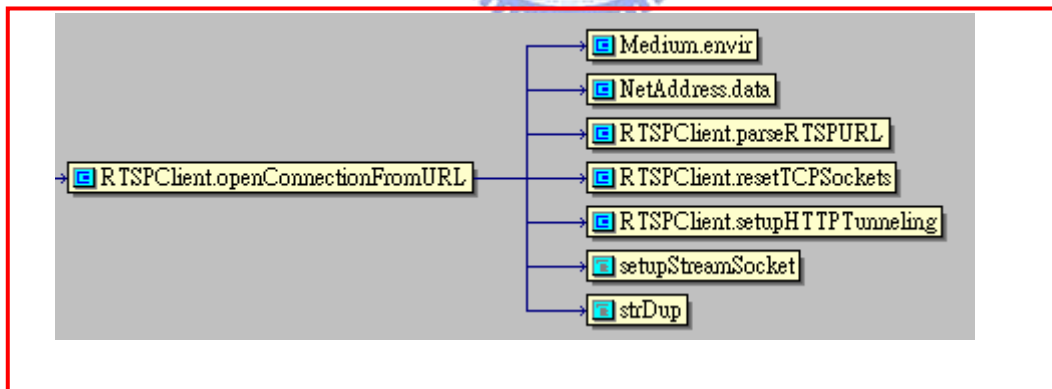 Medium.envir
NetAddress.data
RTSPClient.parseRTSPURL
RTSPClient.openConnectionFromURL
RTSPClient.resetTCPSockets
RTSPClient.setupHTTPTunneling
setupStreamSocket
strDup